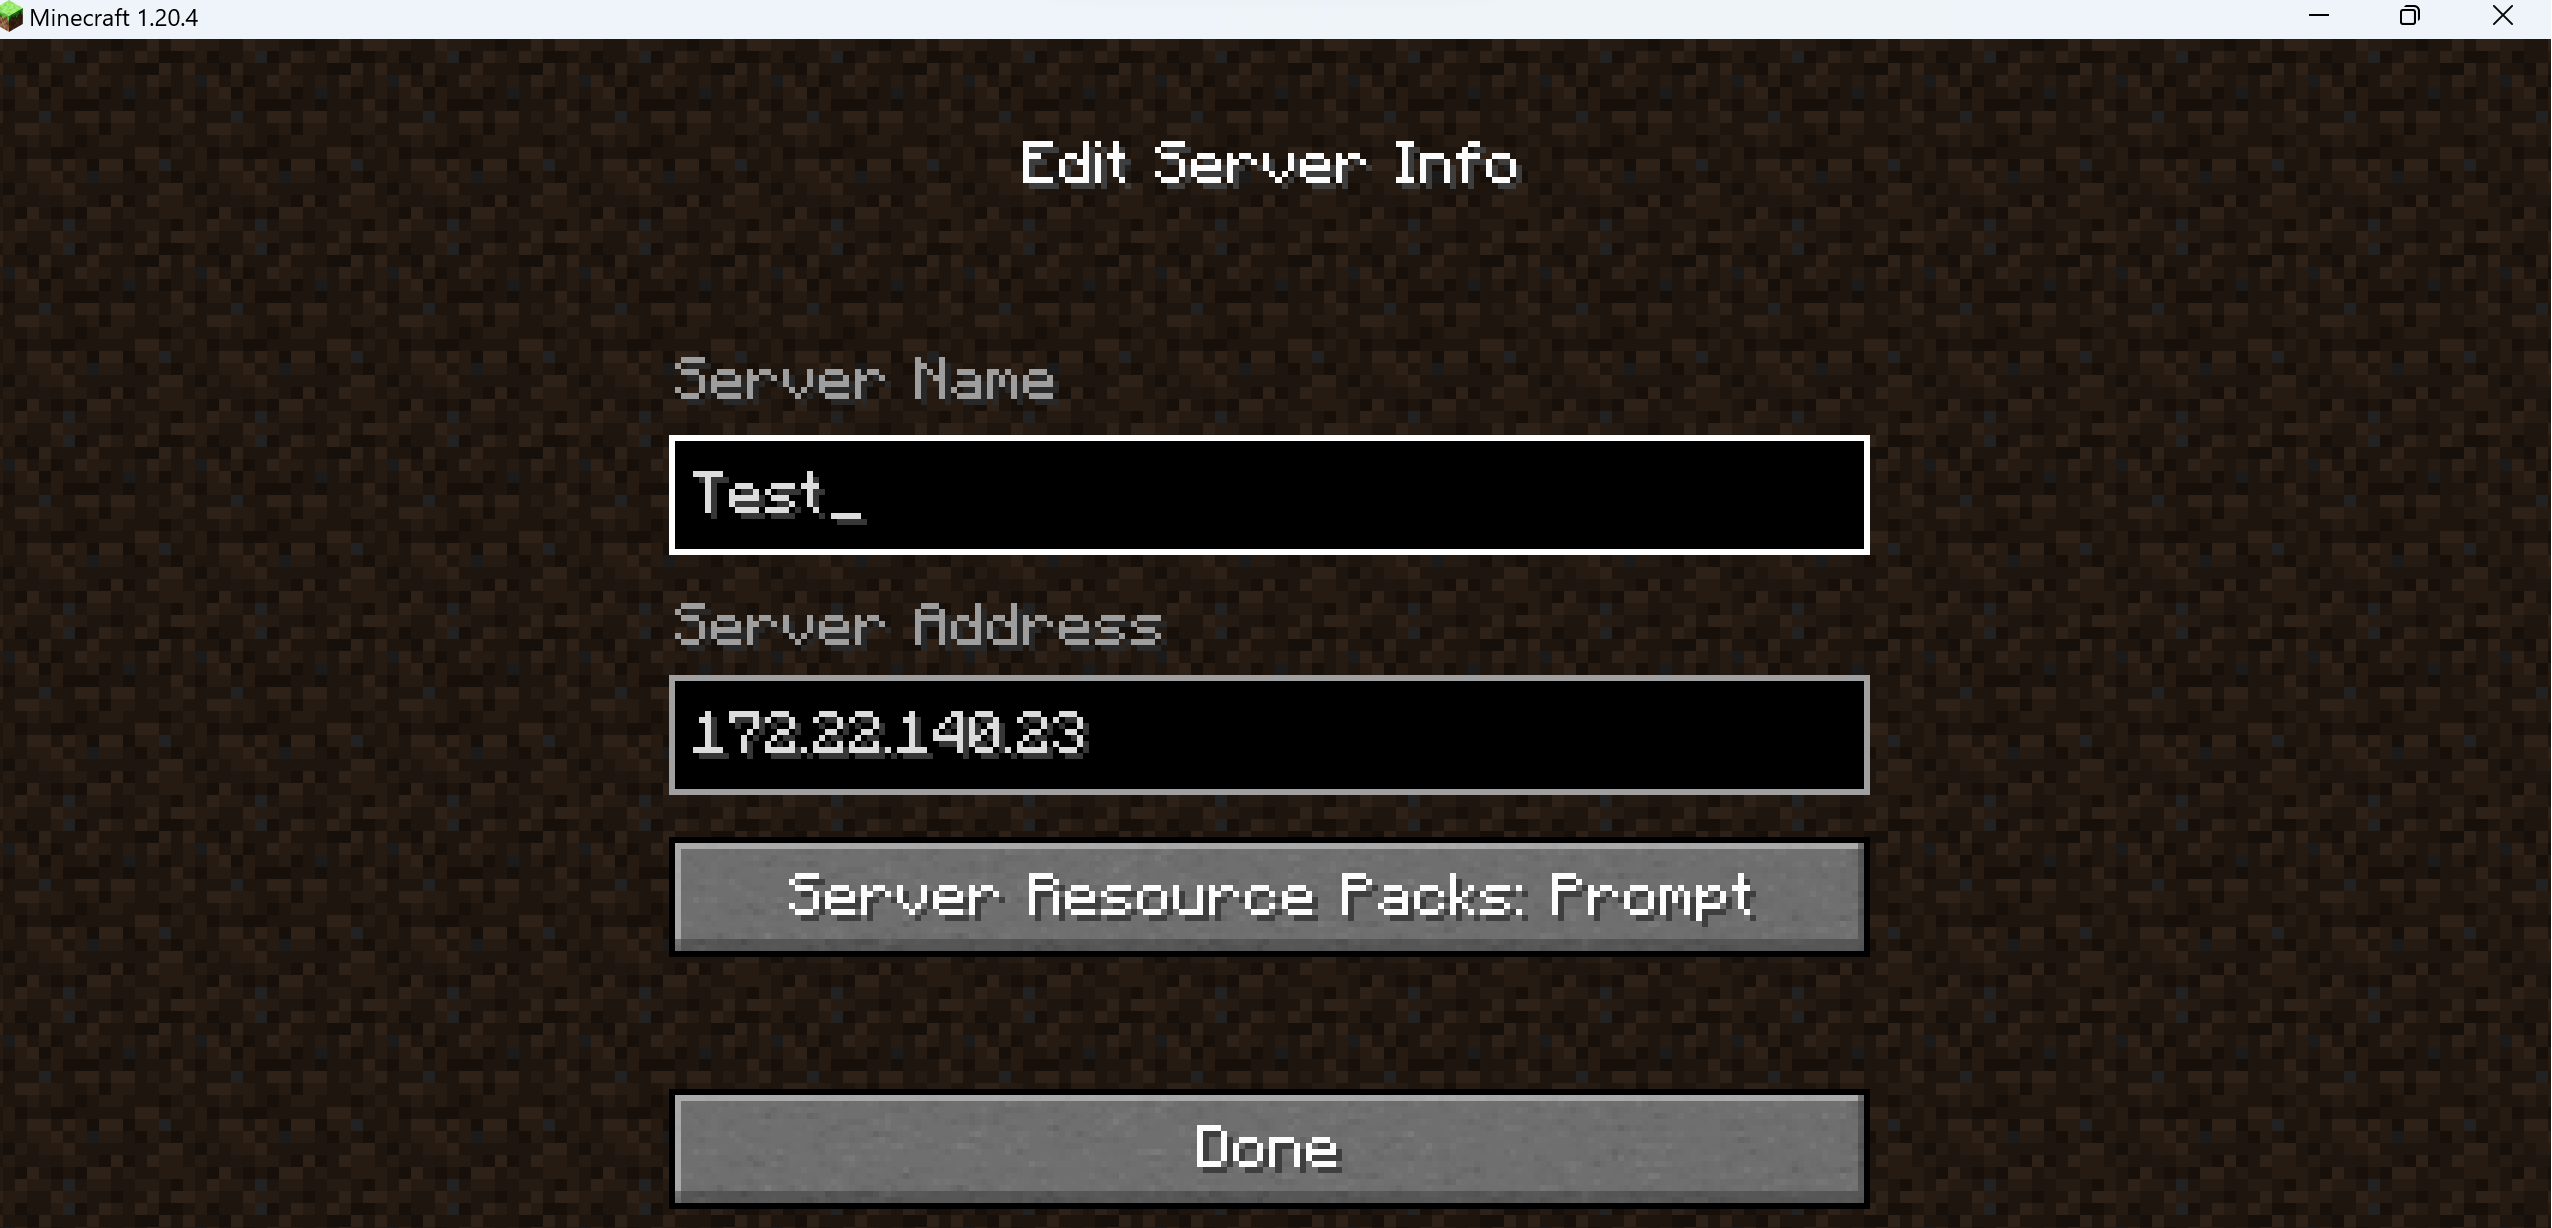 Minecraft 1.20.4
Edit Server Info
Server Name
Test_
Server Address
172.22.140.23
Server Resource Packs: Prompt
Done